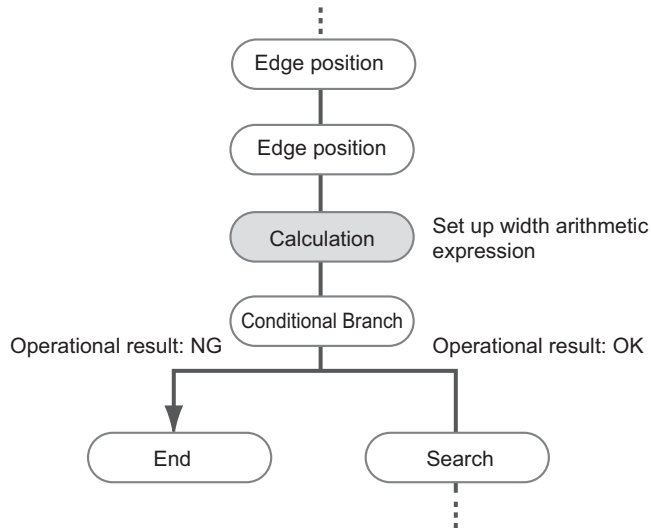 Edge position
Edge position
Calculation
Set up width arithmetic
expression
Conditional Branch
Operational result: NG
Operational result: OK
End
Search